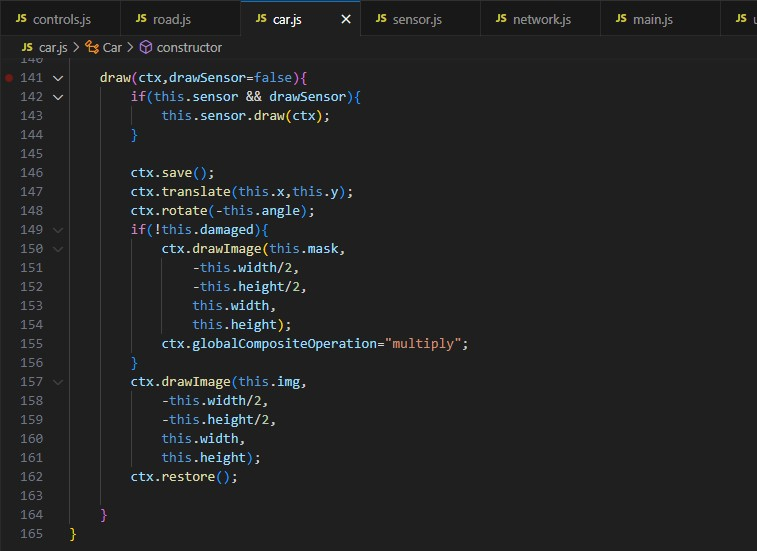 JS controls.js
JS road.js
JS car.js ×
JS sensor.js
JS network.js
JS main.js
JS
JS car.js > Car > constructor
140
141 draw(ctx,drawSensor=false){
142 if(this.sensor && drawSensor){
143 this.sensor.draw(ctx);
144 }
145
146 ctx.save();
147 ctx.translate(this.x,this.y);
148 ctx.rotate(-this.angle);
149 if(!this.damaged){
150 ctx.drawImage(this.mask,
151 -this.width/2,
152 -this.height/2,
153 this.width,
154 this.height);
155 ctx.globalCompositeOperation="multiply";
156 }
157 ctx.drawImage(this.img,
158 -this.width/2,
159 -this.height/2,
160 this.width,
161 this.height);
162 ctx.restore();
163
164 }
165 }